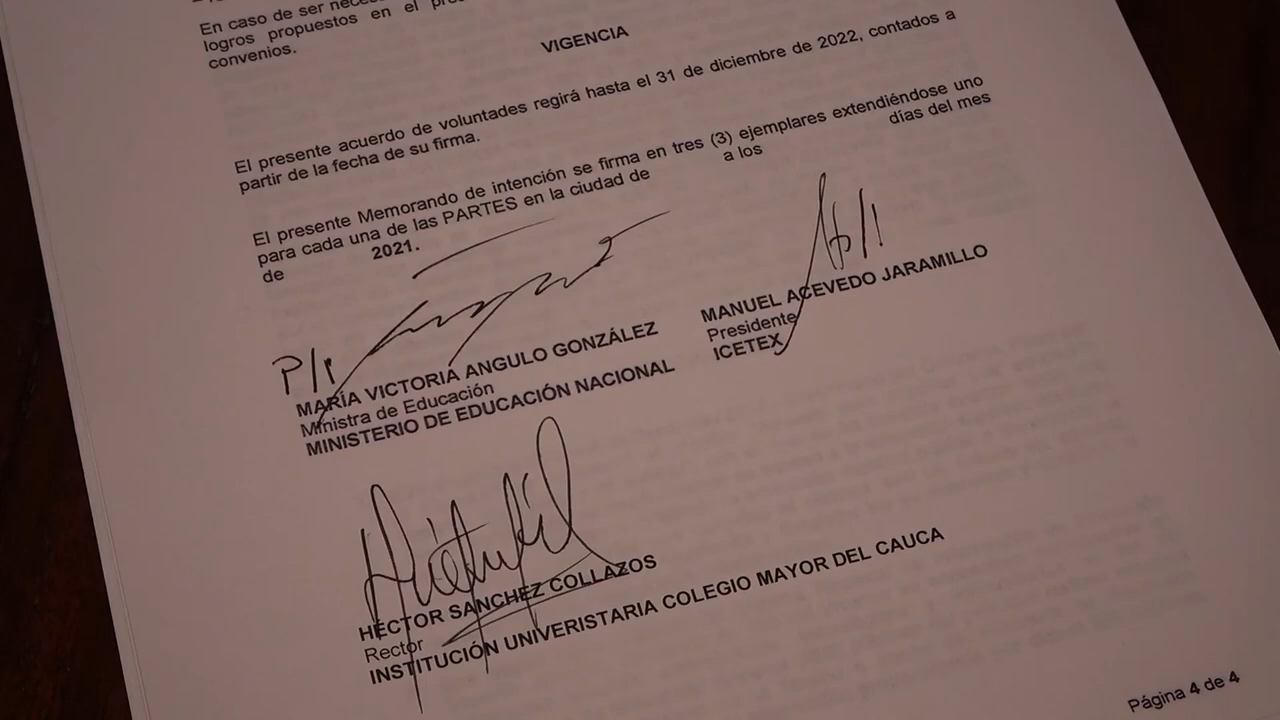 En caso de ser
logros propuestos en el
convenios.
VIGENCIA
El presente acuerdo de voluntades regirá hasta el 31 de diciembre de 2022, contados a
partir de la fecha de su firma.
El presente Memorando de intención se firma en tres (3) ejemplares extendiéndose uno
para cada una de las PARTES en la ciudad de a los días del mes
de 2021.
P/
MARÍA VICTORIA ANGULO GONZÁLEZ
Ministra de Educación
MINISTERIO DE EDUCACIÓN NACIONAL
MANUEL ACEVEDO JARAMILLO
Presidente
ICETEX
HÉCTOR SANCHEZ COLLAZOS
Rector
INSTITUCIÓN UNIVERISTARIA COLEGIO MAYOR DEL CAUCA
Página 4 de 4